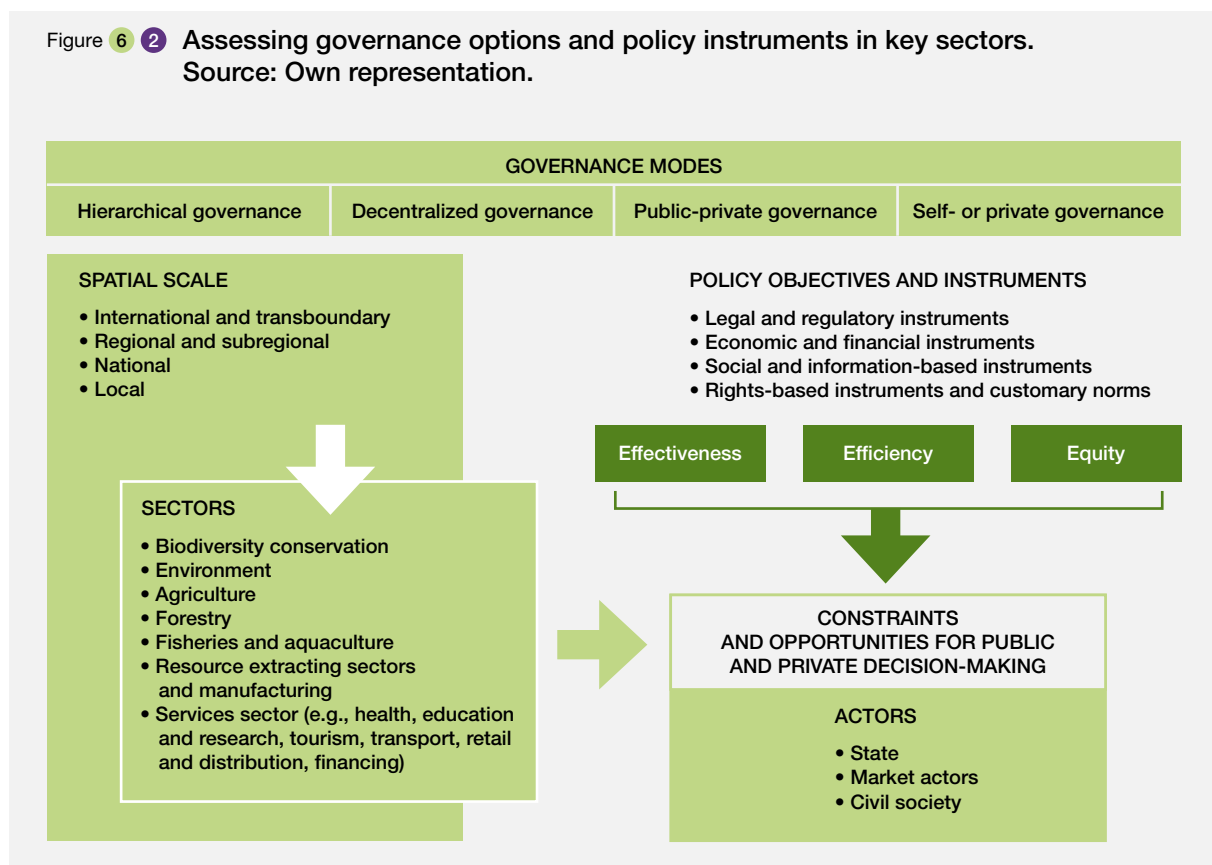 Figure 6 2 Assessing governance options and policy instruments in key sectors.
Source: Own representation.
GOVERNANCE MODES
Hierarchical governance
Decentralized governance
Public-private governance
Self- or private governance
SPATIAL SCALE
• International and transboundary
• Regional and subregional
• National
• Local
SECTORS
• Biodiversity conservation
• Environment
• Agriculture
• Forestry
• Fisheries and aquaculture
• Resource extracting sectors
and manufacturing
• Services sector (e.g., health, education
and research, tourism, transport, retail
and distribution, financing)
POLICY OBJECTIVES AND INSTRUMENTS
• Legal and regulatory instruments
• Economic and financial instruments
• Social and information-based instruments
• Rights-based instruments and customary norms
Effectiveness
Efficiency
Equity
CONSTRAINTS
AND OPPORTUNITIES FOR PUBLIC
AND PRIVATE DECISION-MAKING
ACTORS
• State
• Market actors
• Civil society